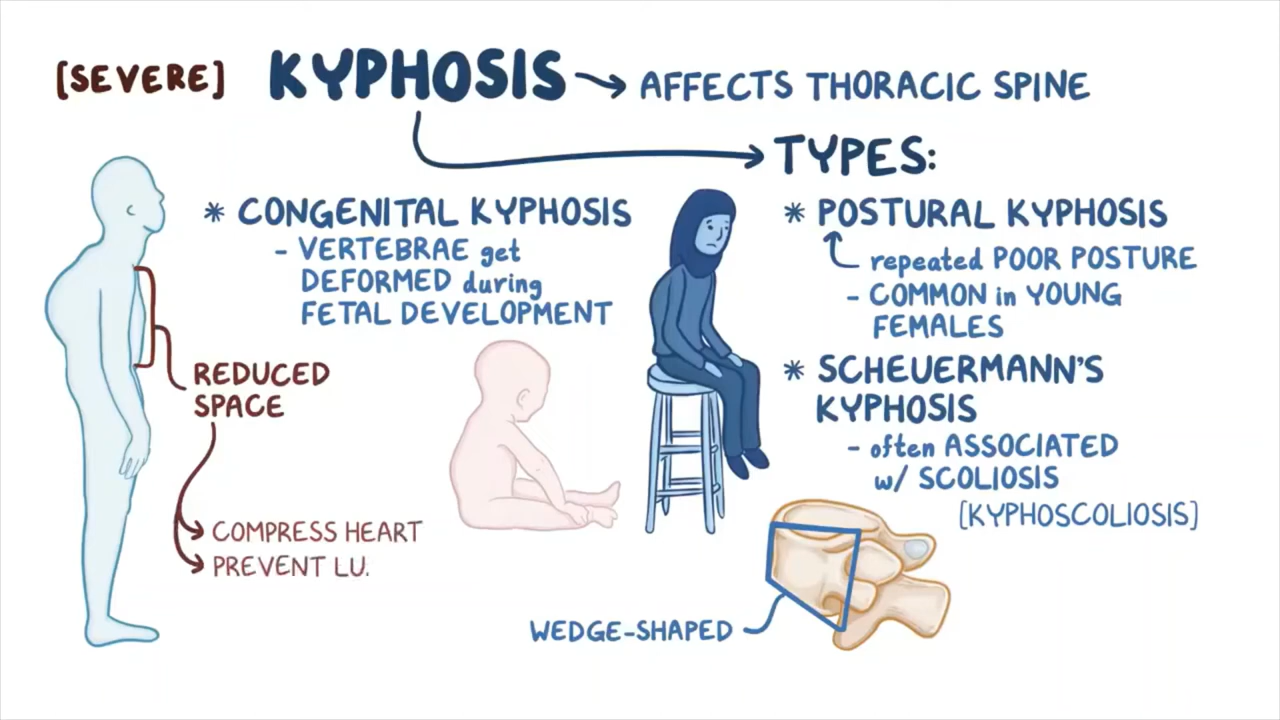 [SEVERE] KYPHOSIS → AFFECTS THORACIC SPINE
TYPES:
* CONGENITAL KYPHOSIS
- VERTEBRAE get
DEFORMED during
FETAL DEVELOPMENT
* POSTURAL KYPHOSIS
repeated POOR POSTURE
- COMMON in YOUNG
FEMALES
* SCHEUERMANN'S
KYPHOSIS
- often ASSOCIATED
w/ SCOLIOSIS
[KYPHOSCOLIOSIS]
REDUCED
SPACE
COMPRESS HEART
PREVENT LU.
WEDGE-SHAPED